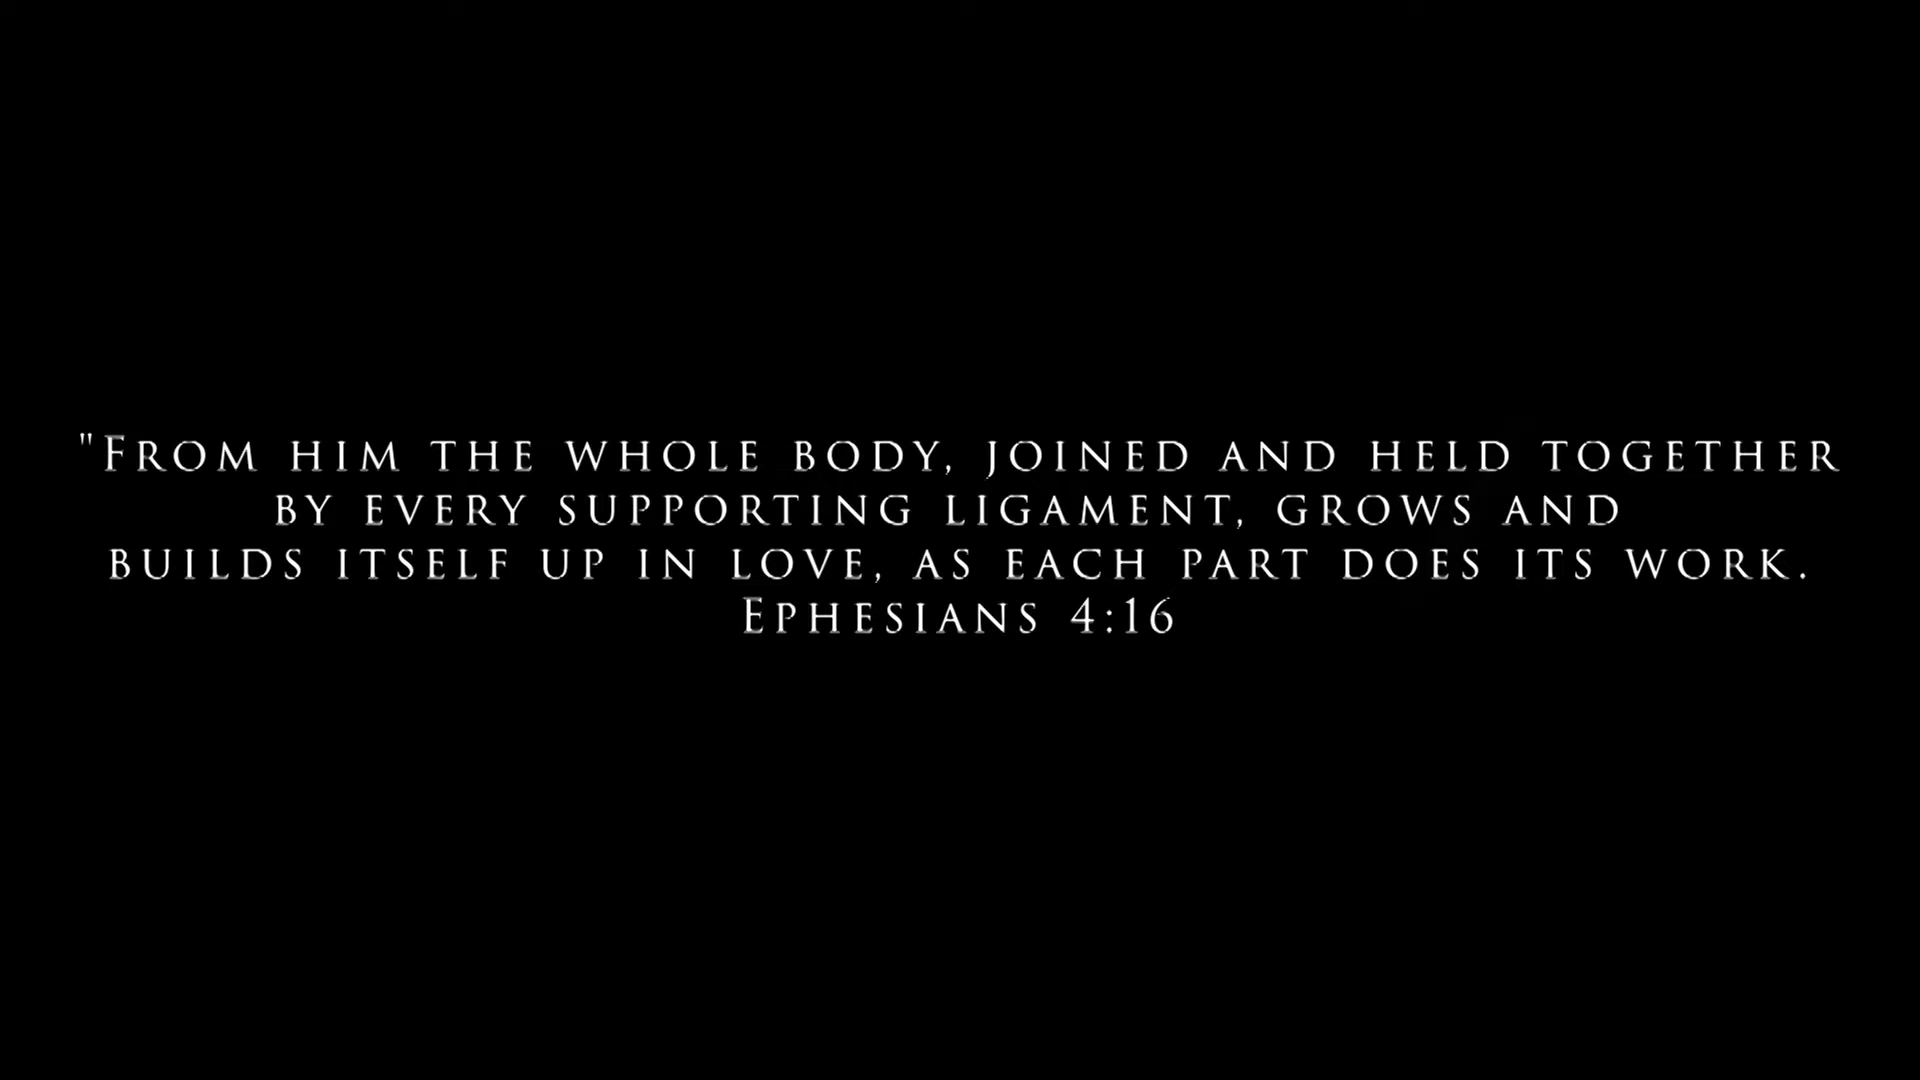 "From him the whole body, joined and held together
by every supporting ligament, grows and
builds itself up in love, as each part does its work.
Ephesians 4:16